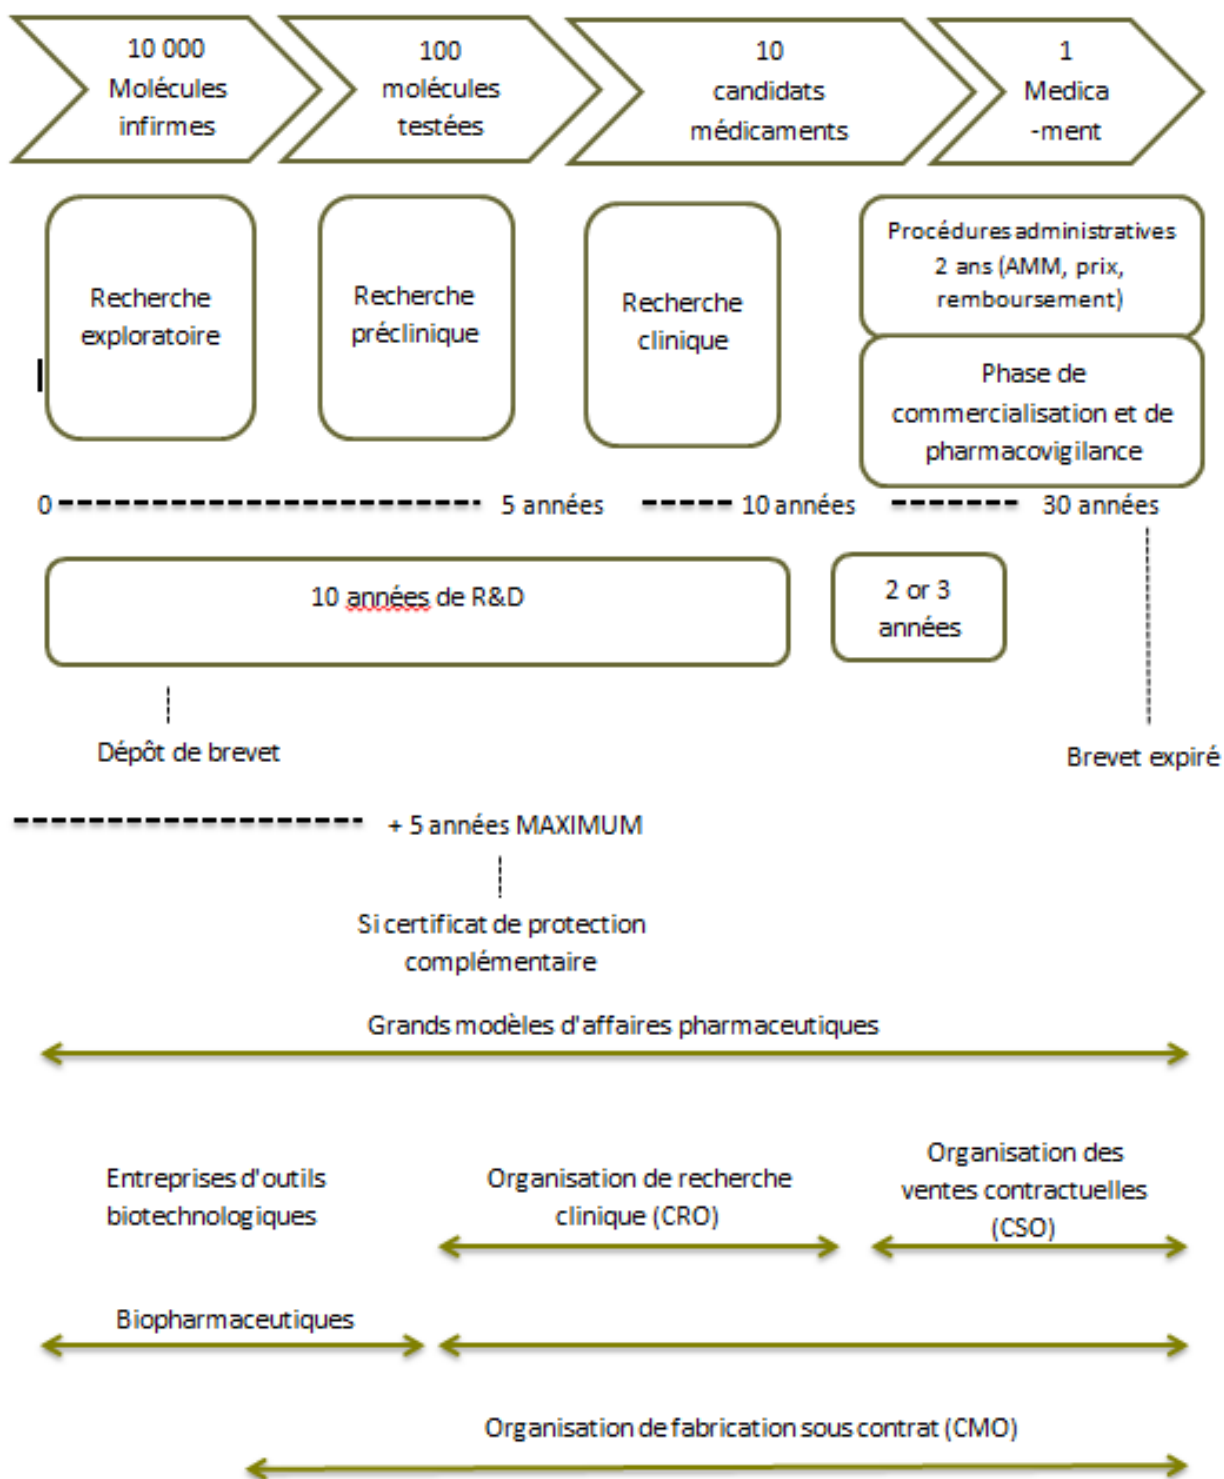 10 000
Molécules
infirmes
100
molécules
testées
10
candidats
médicaments
1
Medica
-ment
Recherche
exploratoire
Recherche
préclinique
Recherche
clinique
Procédures administratives
2 ans (AMM, prix,
remboursement)
Phase de
commercialisation et de
pharmacovigilance
0 5 années 10 années 30 années
10 années de R&D
2 or 3
années
Dépôt de brevet
Brevet expiré
+ 5 années MAXIMUM
Si certificat de protection
complémentaire
Grands modèles d'affaires pharmaceutiques
Entreprises d'outils
biotechnologiques
Organisation de recherche
clinique (CRO)
Organisation des
ventes contractuelles
(CSO)
Biopharmaceutiques
Organisation de fabrication sous contrat (CMO)